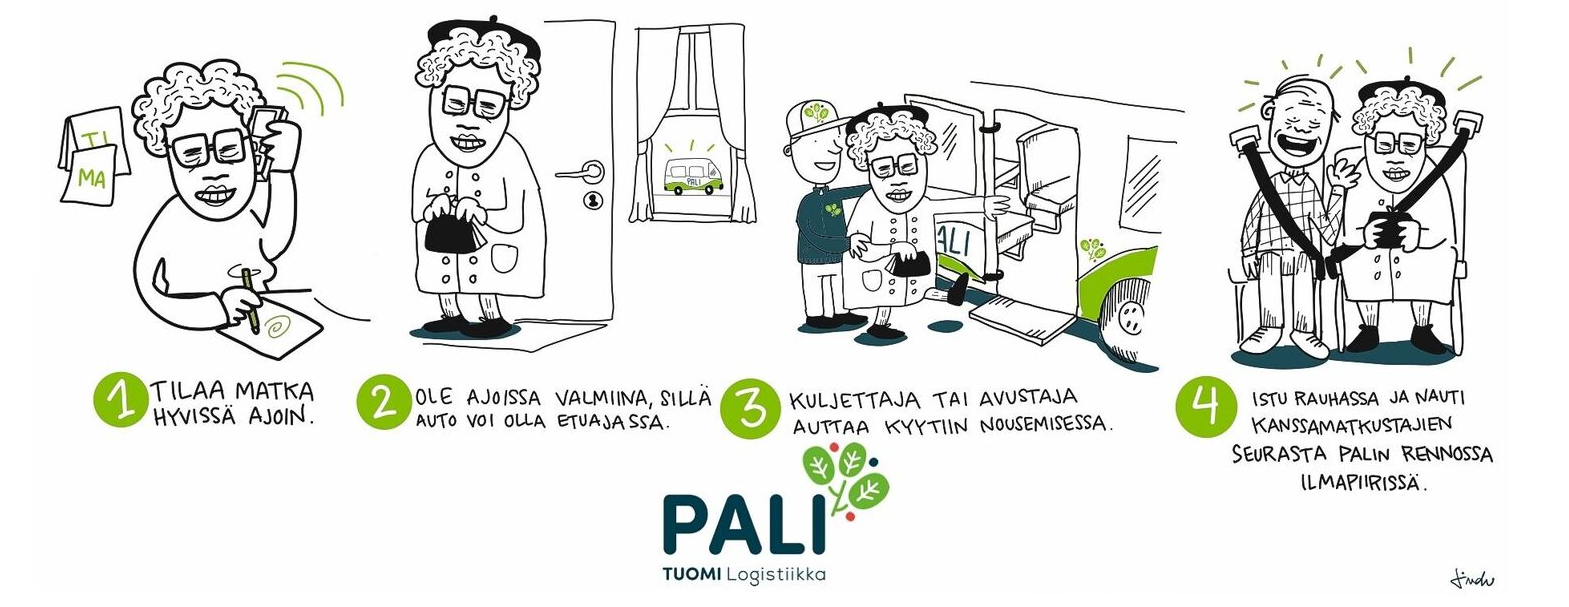 TI
MA
PALI
PALI
1 TILAA MATKA
HYVISSÄ AJOIN.
2 OLE AJOISSA VALMIINA, SILLÄ
AUTO VOI OLLA ETUAJASSA.
3 KULJETTAJA TAI AVUSTAJA
AUTTAA KYYTIIN NOUSEMISESSA.
4 ISTU RAUHASSA JA NAUTI
KANSSAMATKUSTAJIEN
SEURASTA PALIN RENNOSSA
ILMAPIIRISSÄ.
PALI
TUOMI Logistiikka